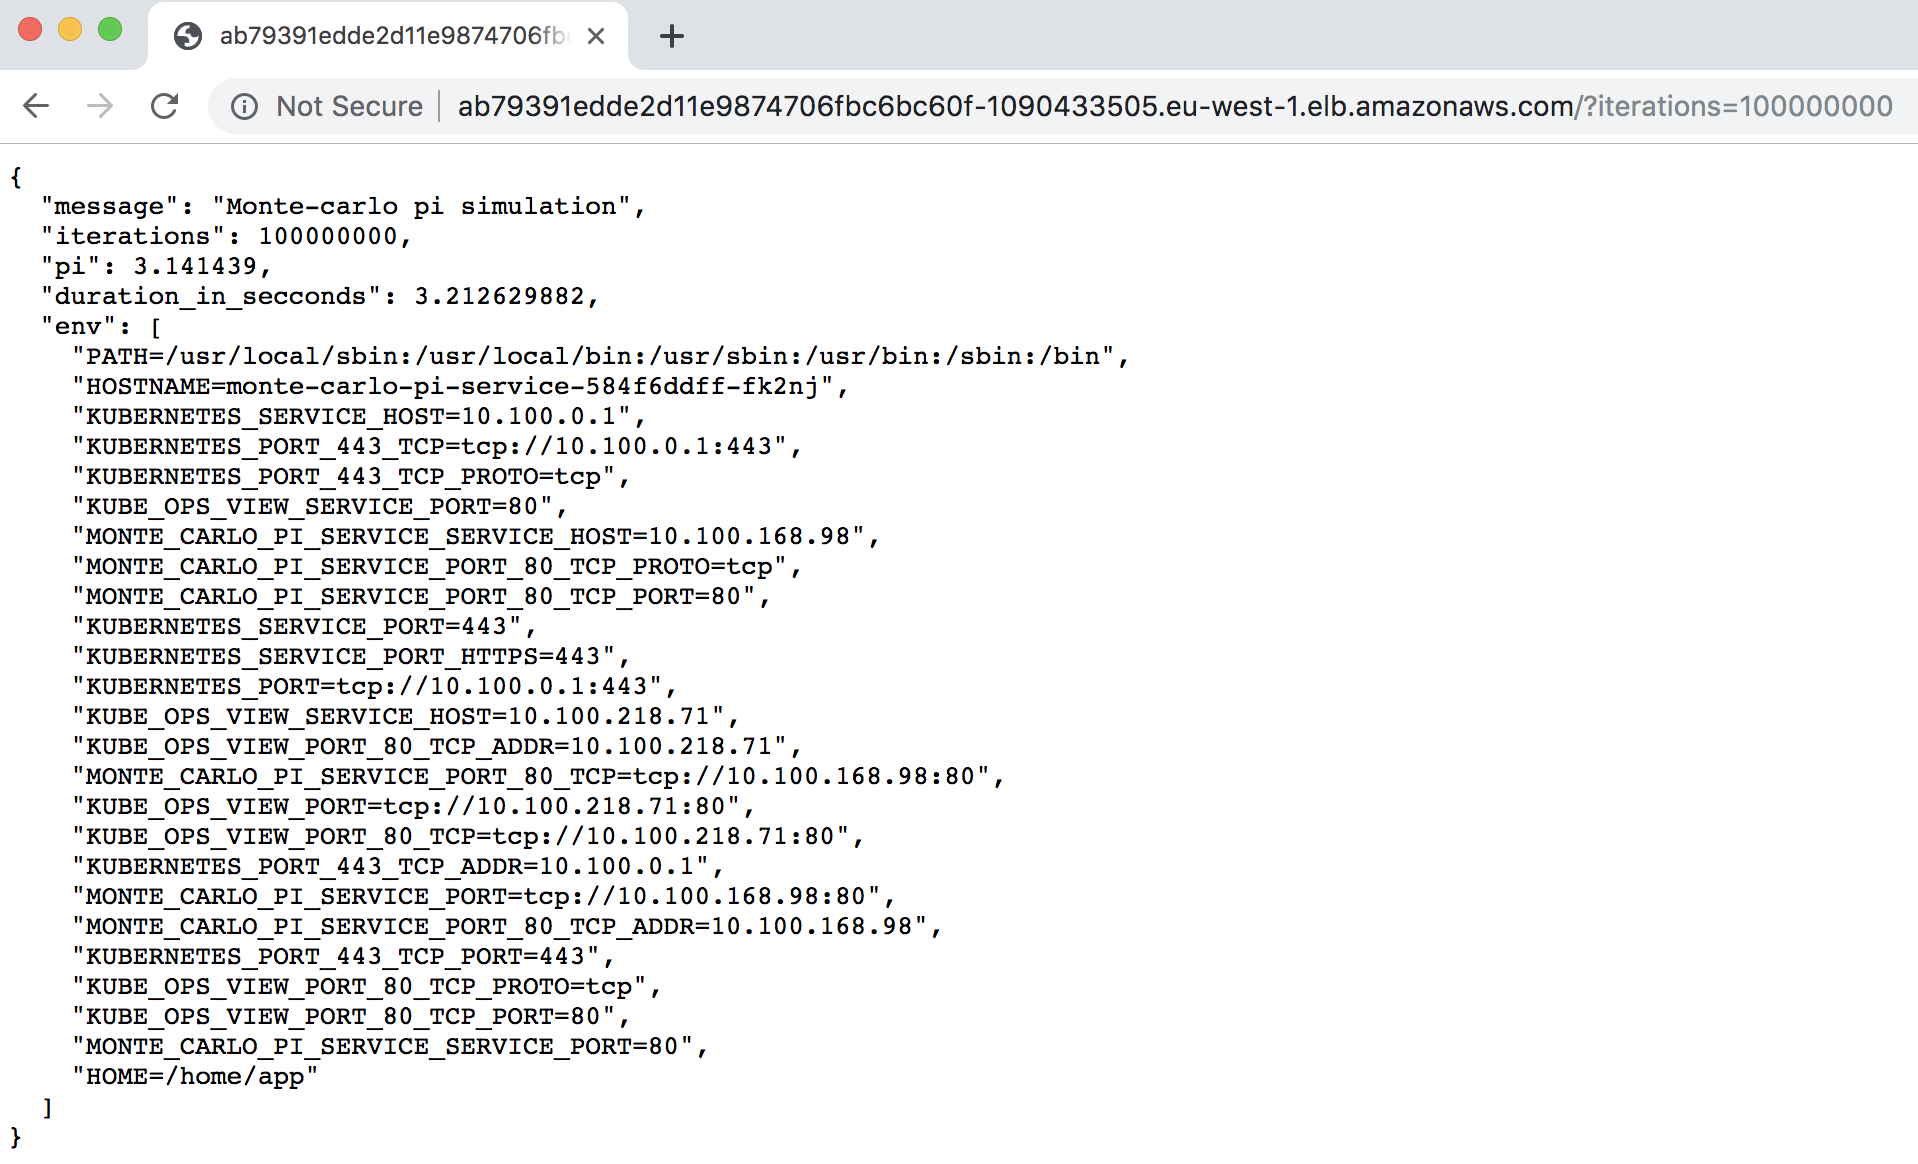 ab79391edde2d11e9874706fb
Not Secure ab79391edde2d11e9874706fbc6bc60f-1090433505.eu-west-1.elb.amazonaws.com/?iterations=100000000
{
"message": "Monte-carlo pi simulation",
"iterations": 100000000,
"pi": 3.141439,
"duration_in_secconds": 3.212629882,
"env": [
"PATH=/usr/local/sbin:/usr/local/bin:/usr/sbin:/usr/bin:/sbin:/bin",
"HOSTNAME=monte-carlo-pi-service-584f6ddff-fk2nj",
"KUBERNETES_SERVICE_HOST=10.100.0.1",
"KUBERNETES_PORT_443_TCP=tcp://10.100.0.1:443",
"KUBERNETES_PORT_443_TCP_PROTO=tcp",
"KUBE_OPS_VIEW_SERVICE_PORT=80",
"MONTE_CARLO_PI_SERVICE_SERVICE_HOST=10.100.168.98",
"MONTE_CARLO_PI_SERVICE_PORT_80_TCP_PROTO=tcp",
"MONTE_CARLO_PI_SERVICE_PORT_80_TCP_PORT=80",
"KUBERNETES_SERVICE_PORT=443",
"KUBERNETES_SERVICE_PORT_HTTPS=443",
"KUBERNETES_PORT=tcp://10.100.0.1:443",
"KUBE_OPS_VIEW_SERVICE_HOST=10.100.218.71",
"KUBE_OPS_VIEW_PORT_80_TCP_ADDR=10.100.218.71",
"MONTE_CARLO_PI_SERVICE_PORT_80_TCP=tcp://10.100.168.98:80",
"KUBE_OPS_VIEW_PORT=tcp://10.100.218.71:80",
"KUBE_OPS_VIEW_PORT_80_TCP=tcp://10.100.218.71:80",
"KUBERNETES_PORT_443_TCP_ADDR=10.100.0.1",
"MONTE_CARLO_PI_SERVICE_PORT=tcp://10.100.168.98:80",
"MONTE_CARLO_PI_SERVICE_PORT_80_TCP_ADDR=10.100.168.98",
"KUBERNETES_PORT_443_TCP_PORT=443",
"KUBE_OPS_VIEW_PORT_80_TCP_PROTO=tcp",
"KUBE_OPS_VIEW_PORT_80_TCP_PORT=80",
"MONTE_CARLO_PI_SERVICE_SERVICE_PORT=80",
"HOME=/home/app"
]
}